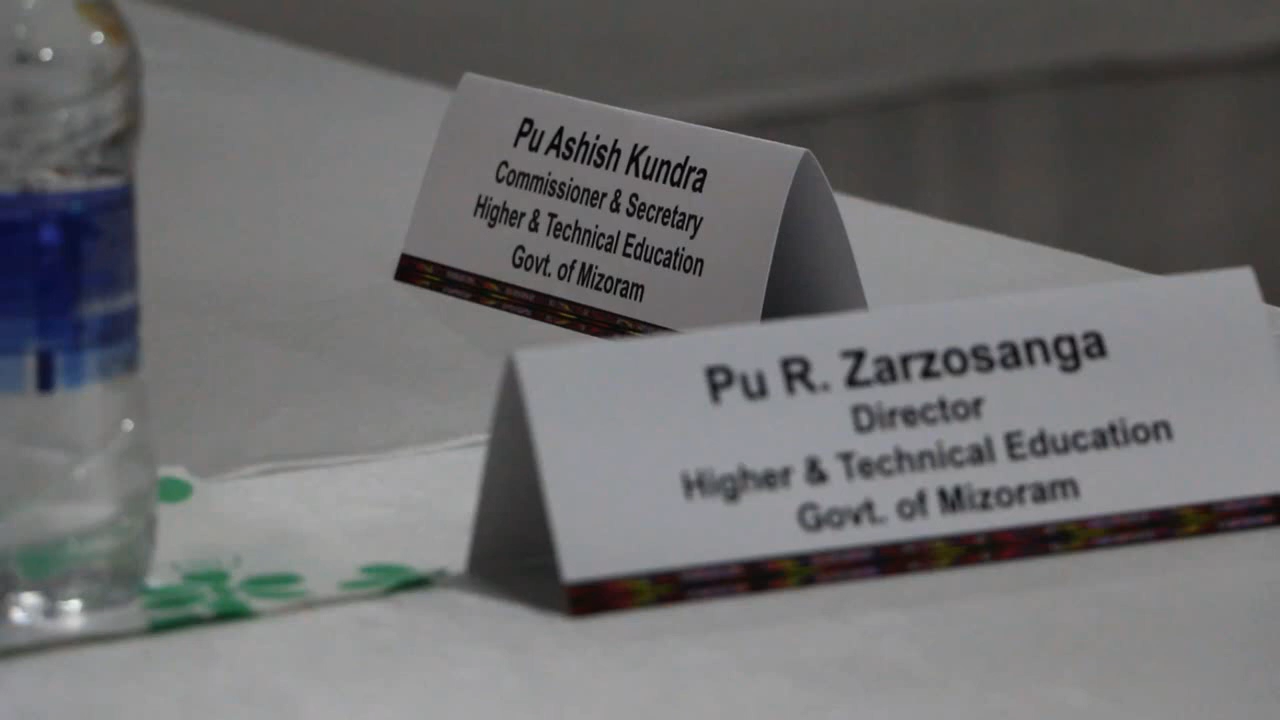 Pu Ashish Kundra
Commissioner & Secretary
Higher & Technical Education
Govt. of Mizoram
Pu R. Zarzosanga
Director
Higher & Technical Education
Govt. of Mizoram